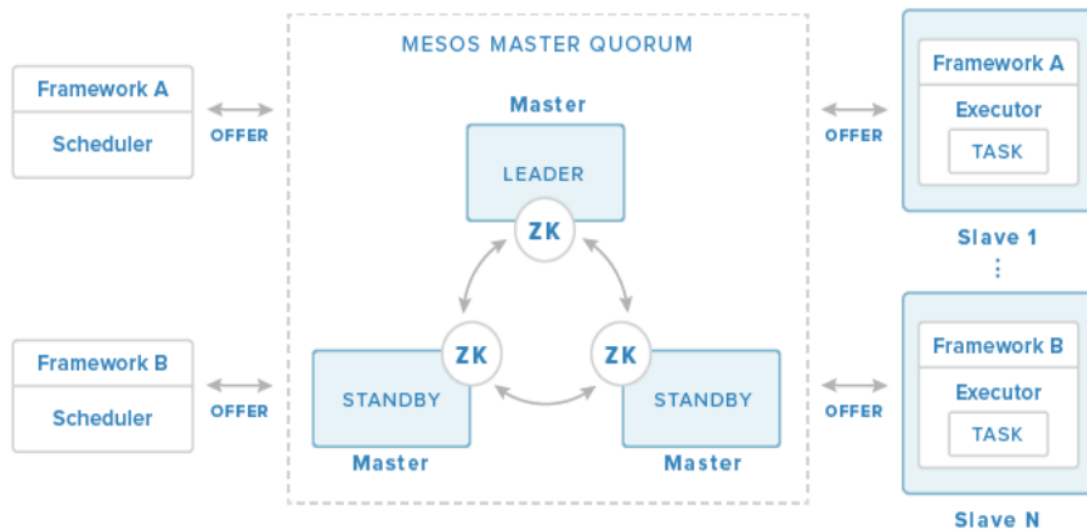 MESOS MASTER QUORUM
Framework A
Scheduler
OFFER
Master
LEADER
ZK
OFFER
Framework A
Executor
TASK
Slave 1
Framework B
Scheduler
OFFER
ZK
STANDBY
Master
ZK
STANDBY
Master
OFFER
Framework B
Executor
TASK
Slave N